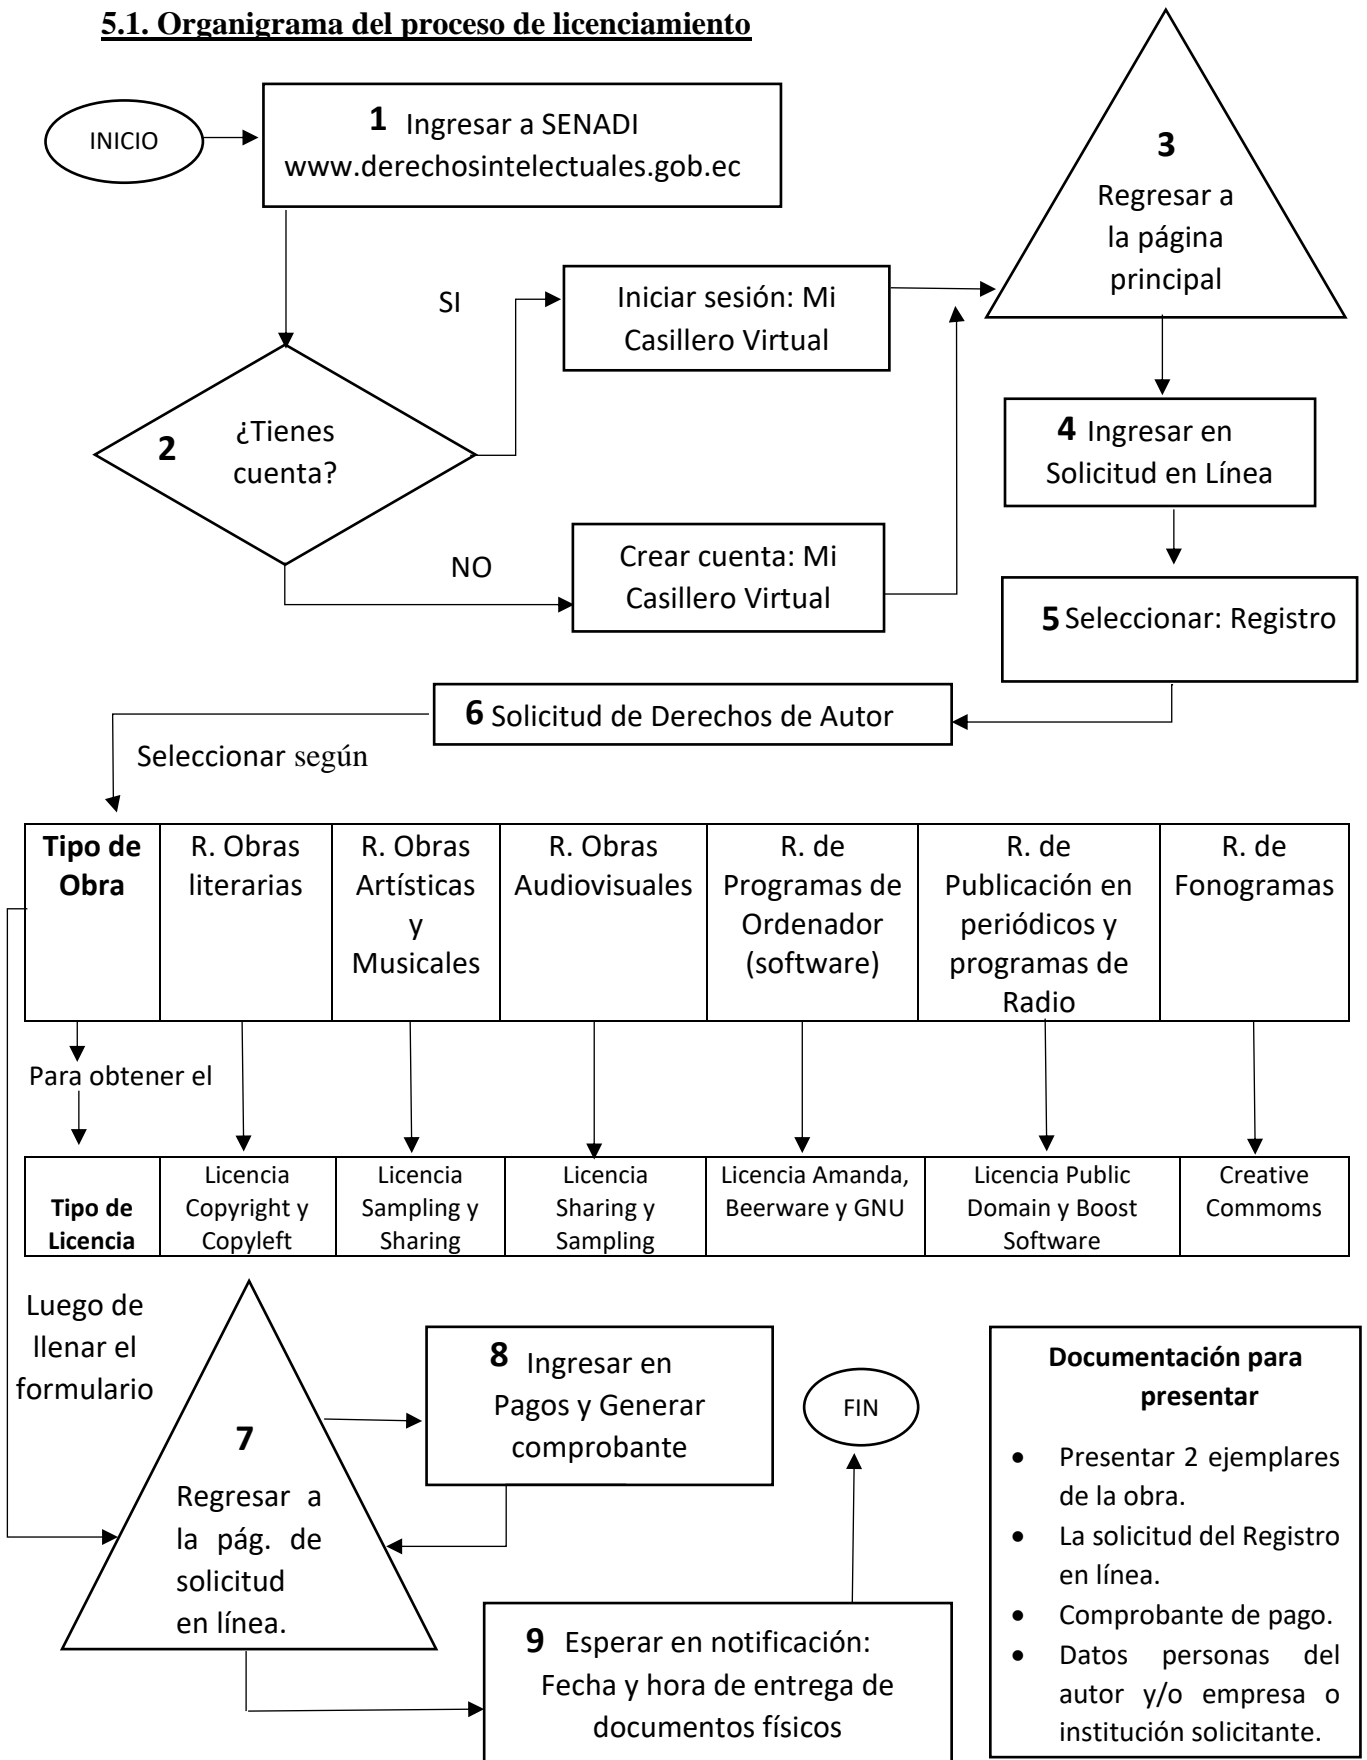 5.1. Organigrama del proceso de licenciamiento
INICIO
1 Ingresar a SENADI
www.derechosintelectuales.gob.ec
2 ¿Tienes
cuenta?
SI
Iniciar sesión: Mi
Casillero Virtual
NO
Crear cuenta: Mi
Casillero Virtual
3
Regresar a
la página
principal
4 Ingresar en
Solicitud en Línea
5 Seleccionar: Registro
6 Solicitud de Derechos de Autor
Seleccionar según
Tipo de
Obra
R. Obras
literarias
R. Obras
Artísticas
y
Musicales
R. Obras
Audiovisuales
R. de
Programas de
Ordenador
(software)
R. de
Publicación en
periódicos y
programas de
Radio
R. de
Fonogramas
Para obtener el
Tipo de
Licencia
Licencia
Copyright y
Copyleft
Licencia
Sampling y
Sharing
Licencia
Sharing y
Sampling
Licencia Amanda,
Beerware y GNU
Licencia Public
Domain y Boost
Software
Creative
Commoms
Luego de
llenar el
formulario
7
Regresar a
la pág. de
solicitud
en línea.
8 Ingresar en
Pagos y Generar
comprobante
9 Esperar en notificación:
Fecha y hora de entrega de
documentos físicos
FIN
Documentación para
presentar
• Presentar 2 ejemplares
de la obra.
• La solicitud del Registro
en línea.
• Comprobante de pago.
• Datos personas del
autor y/o empresa o
institución solicitante.